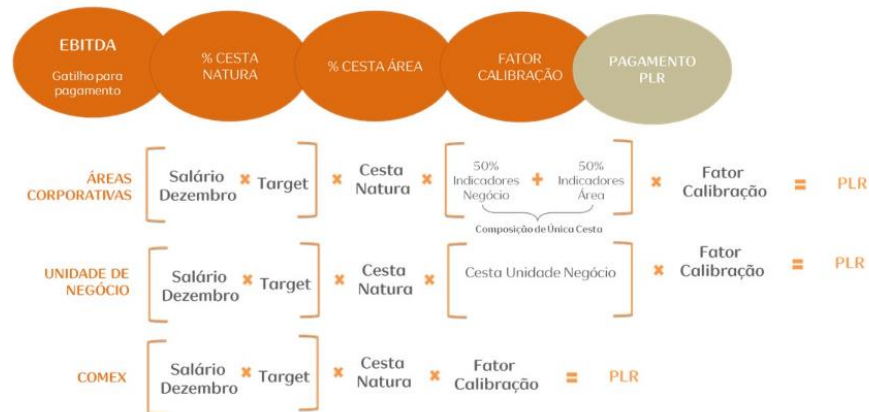 EBITDA
Gatilho para
pagamento
% CESTA
NATURA
% CESTA ÁREA
FATOR
CALIBRAÇÃO
PAGAMENTO
PLR
ÁREAS
CORPORATIVAS
Salário
Dezembro
×
Target
×
Cesta
Natura
×
50%
Indicadores
Negócio
+
50%
Indicadores
Área
Composição de Única Cesta
×
Fator
Calibração
=
PLR
UNIDADE DE
NEGÓCIO
Salário
Dezembro
×
Target
×
Cesta
Natura
×
Cesta Unidade Negócio
×
Fator
Calibração
=
PLR
COMEX
Salário
Dezembro
×
Target
×
Cesta
Natura
×
Fator
Calibração
=
PLR